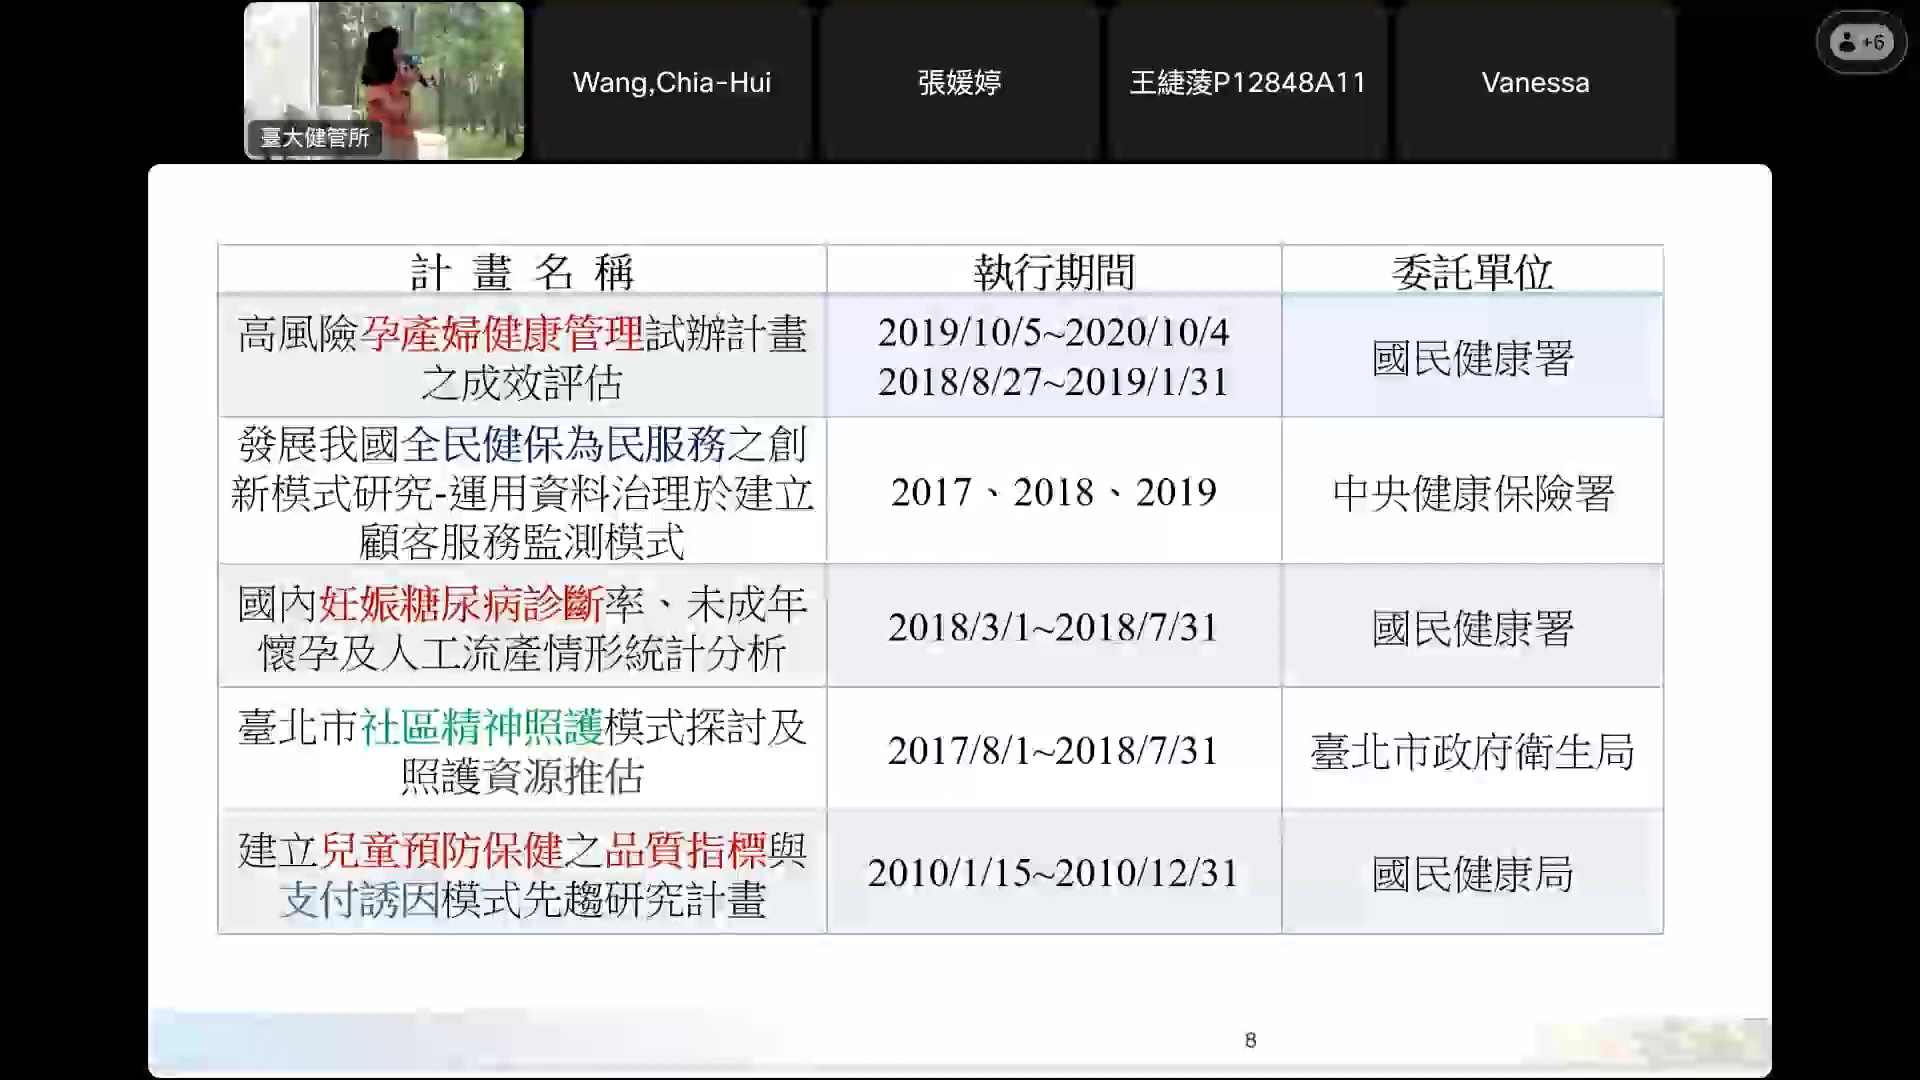 臺大健管所
Wang,Chia-Hui
張媛婷
王緁薐P12848A11
Vanessa
+6
計 畫 名 稱
執行期間
委託單位
高風險孕產婦健康管理試辦計畫
之成效評估
2019/10/5~2020/10/4
2018/8/27~2019/1/31
國民健康署
發展我國全民健保為民服務之創
新模式研究-運用資料治理於建立
顧客服務監測模式
2017、2018、2019
中央健康保險署
國內妊娠糖尿病診斷率、未成年
懷孕及人工流產情形統計分析
2018/3/1~2018/7/31
國民健康署
臺北市社區精神照護模式探討及
照護資源推估
2017/8/1~2018/7/31
臺北市政府衛生局
建立兒童預防保健之品質指標與
支付誘因模式先趨研究計畫
2010/1/15~2010/12/31
國民健康局
8